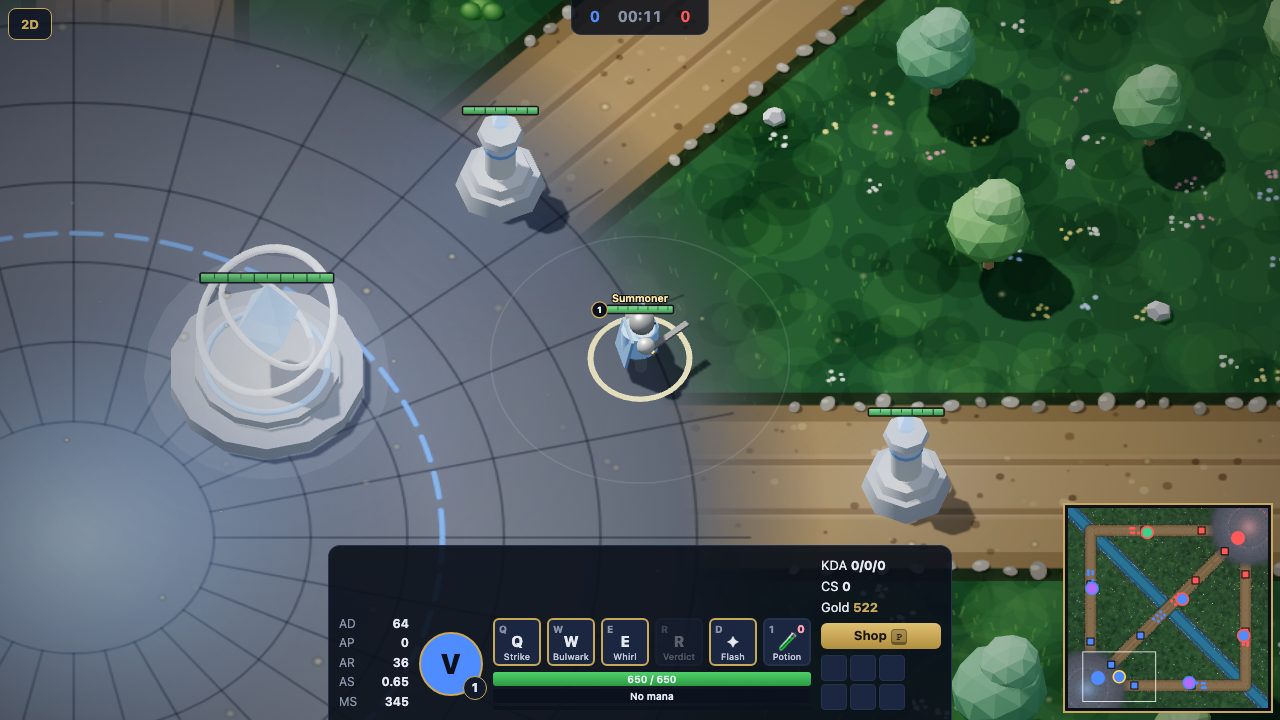 2D
0 00:11 0
Summoner
1
AD 64
AP 0
AR 36
AS 0.65
MS 345
V
1
Q Q Strike
W W Bulwark
E E Whirl
R R Verdict
D Flash
1 0 Potion
650 / 650
No mana
KDA 0/0/0
CS 0
Gold 522
Shop P